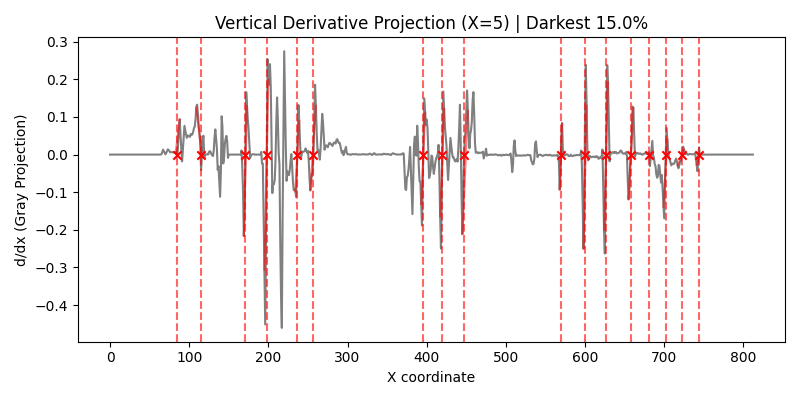 Vertical Derivative Projection (X=5) | Darkest 15.0%
0.3
0.2
0.1
0.0
−0.1
−0.2
−0.3
−0.4
d/dx (Gray Projection)
0 100 200 300 400 500 600 700 800
X coordinate